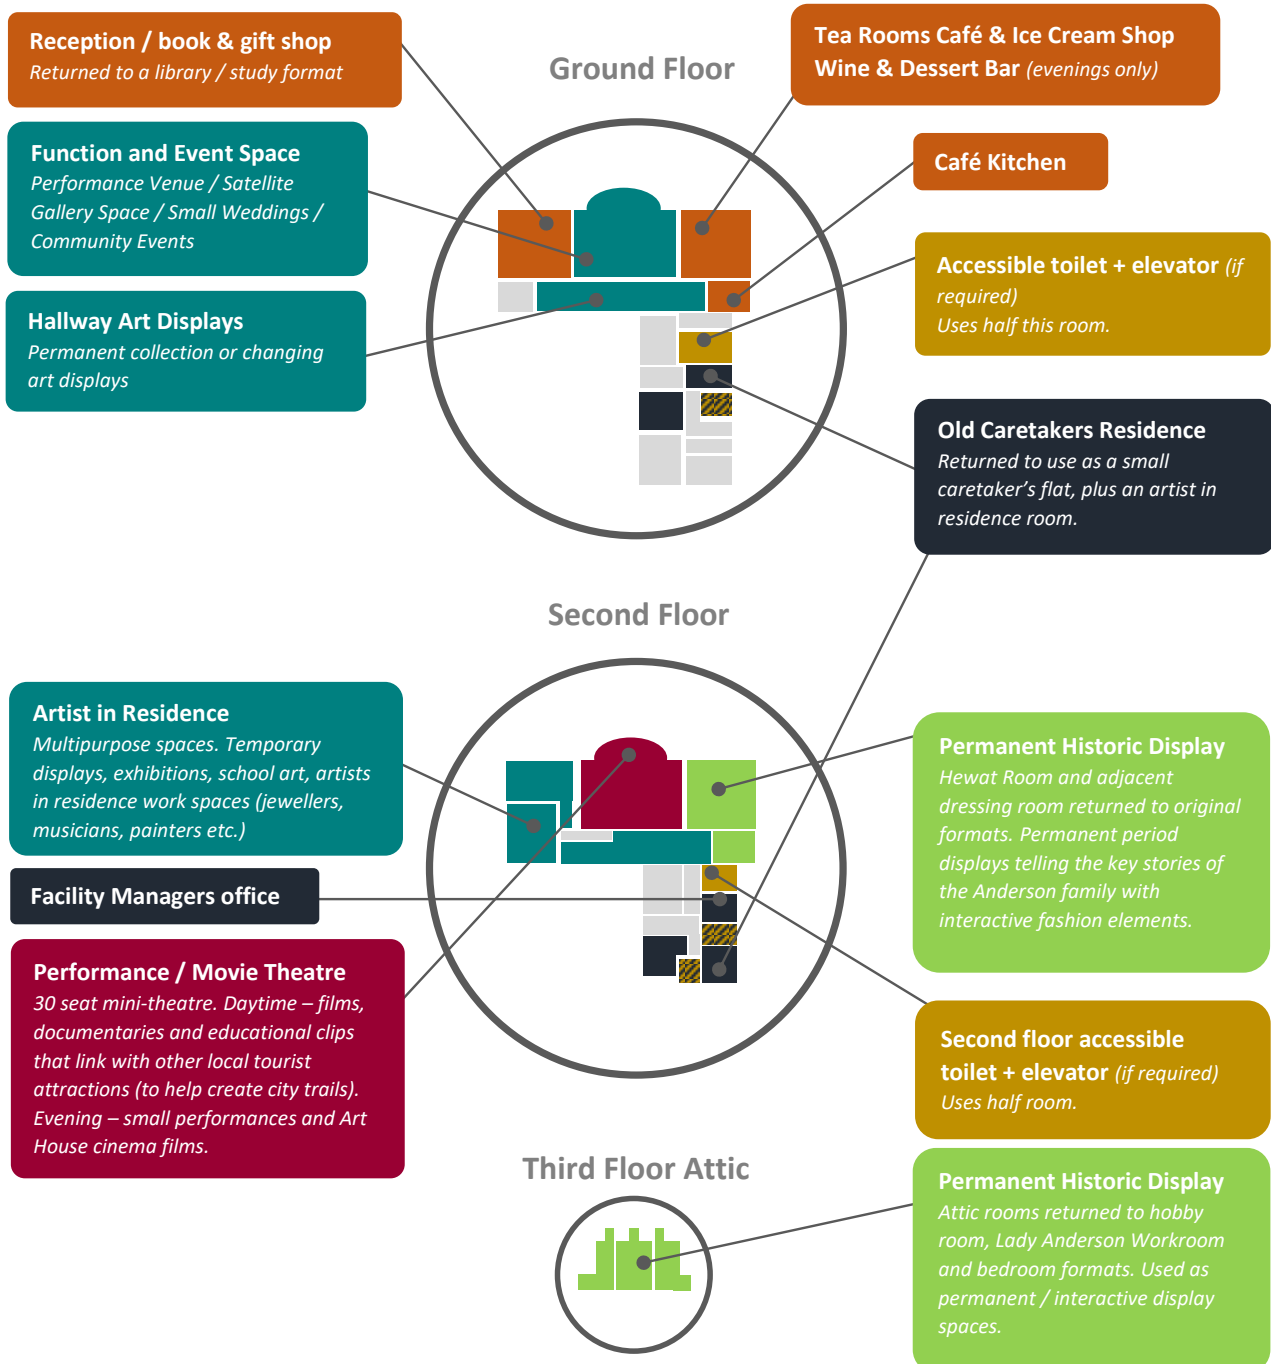 Reception / book & gift shop
Returned to a library / study format
Ground Floor
Tea Rooms Café & Ice Cream Shop
Wine & Dessert Bar (evenings only)
Function and Event Space
Performance Venue / Satellite
Gallery Space / Small Weddings /
Community Events
Café Kitchen
Accessible toilet + elevator (if
required)
Uses half this room.
Hallway Art Displays
Permanent collection or changing
art displays
Old Caretakers Residence
Returned to use as a small
caretaker's flat, plus an artist in
residence room.
Second Floor
Artist in Residence
Multipurpose spaces. Temporary
displays, exhibitions, school art, artists
in residence work spaces (jewellers,
musicians, painters etc.)
Permanent Historic Display
Hewat Room and adjacent
dressing room returned to original
formats. Permanent period
displays telling the key stories of
the Anderson family with
interactive fashion elements.
Facility Managers office
Performance / Movie Theatre
30 seat mini-theatre. Daytime – films,
documentaries and educational clips
that link with other local tourist
attractions (to help create city trails).
Evening – small performances and Art
House cinema films.
Second floor accessible
toilet + elevator (if required)
Uses half room.
Third Floor Attic
Permanent Historic Display
Attic rooms returned to hobby
room, Lady Anderson Workroom
and bedroom formats. Used as
permanent / interactive display
spaces.